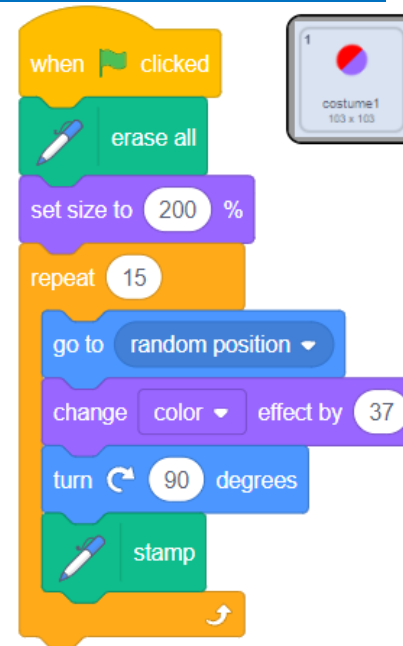 when clicked
1
costume1
103 x 103
erase all
set size to 200 %
repeat 15
go to random position
change color effect by 37
turn 90 degrees
stamp